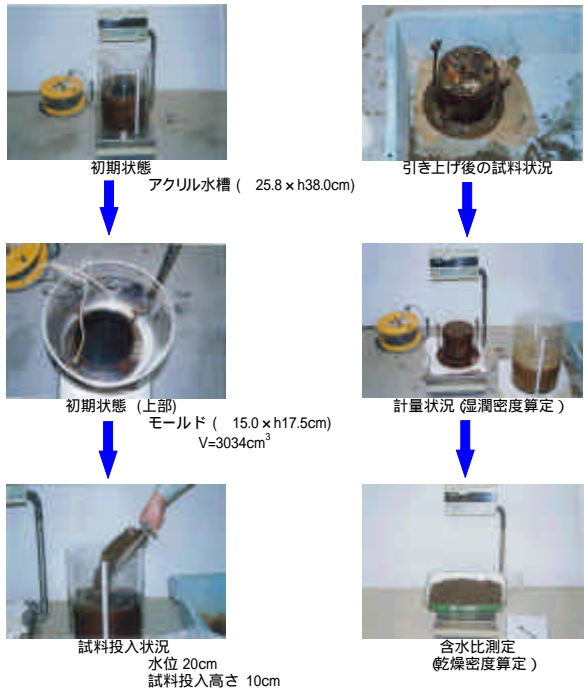 初期状態
アクリル水槽 ( 25.8 × h38.0cm)
初期状態 (上部)
モールド ( 15.0 × h17.5cm)
V=3034cm³
試料投入状況
水位 20cm
試料投入高さ 10cm
引き上げ後の試料状況
計量状況 (湿潤密度算定 )
含水比測定
(乾燥密度算定 )